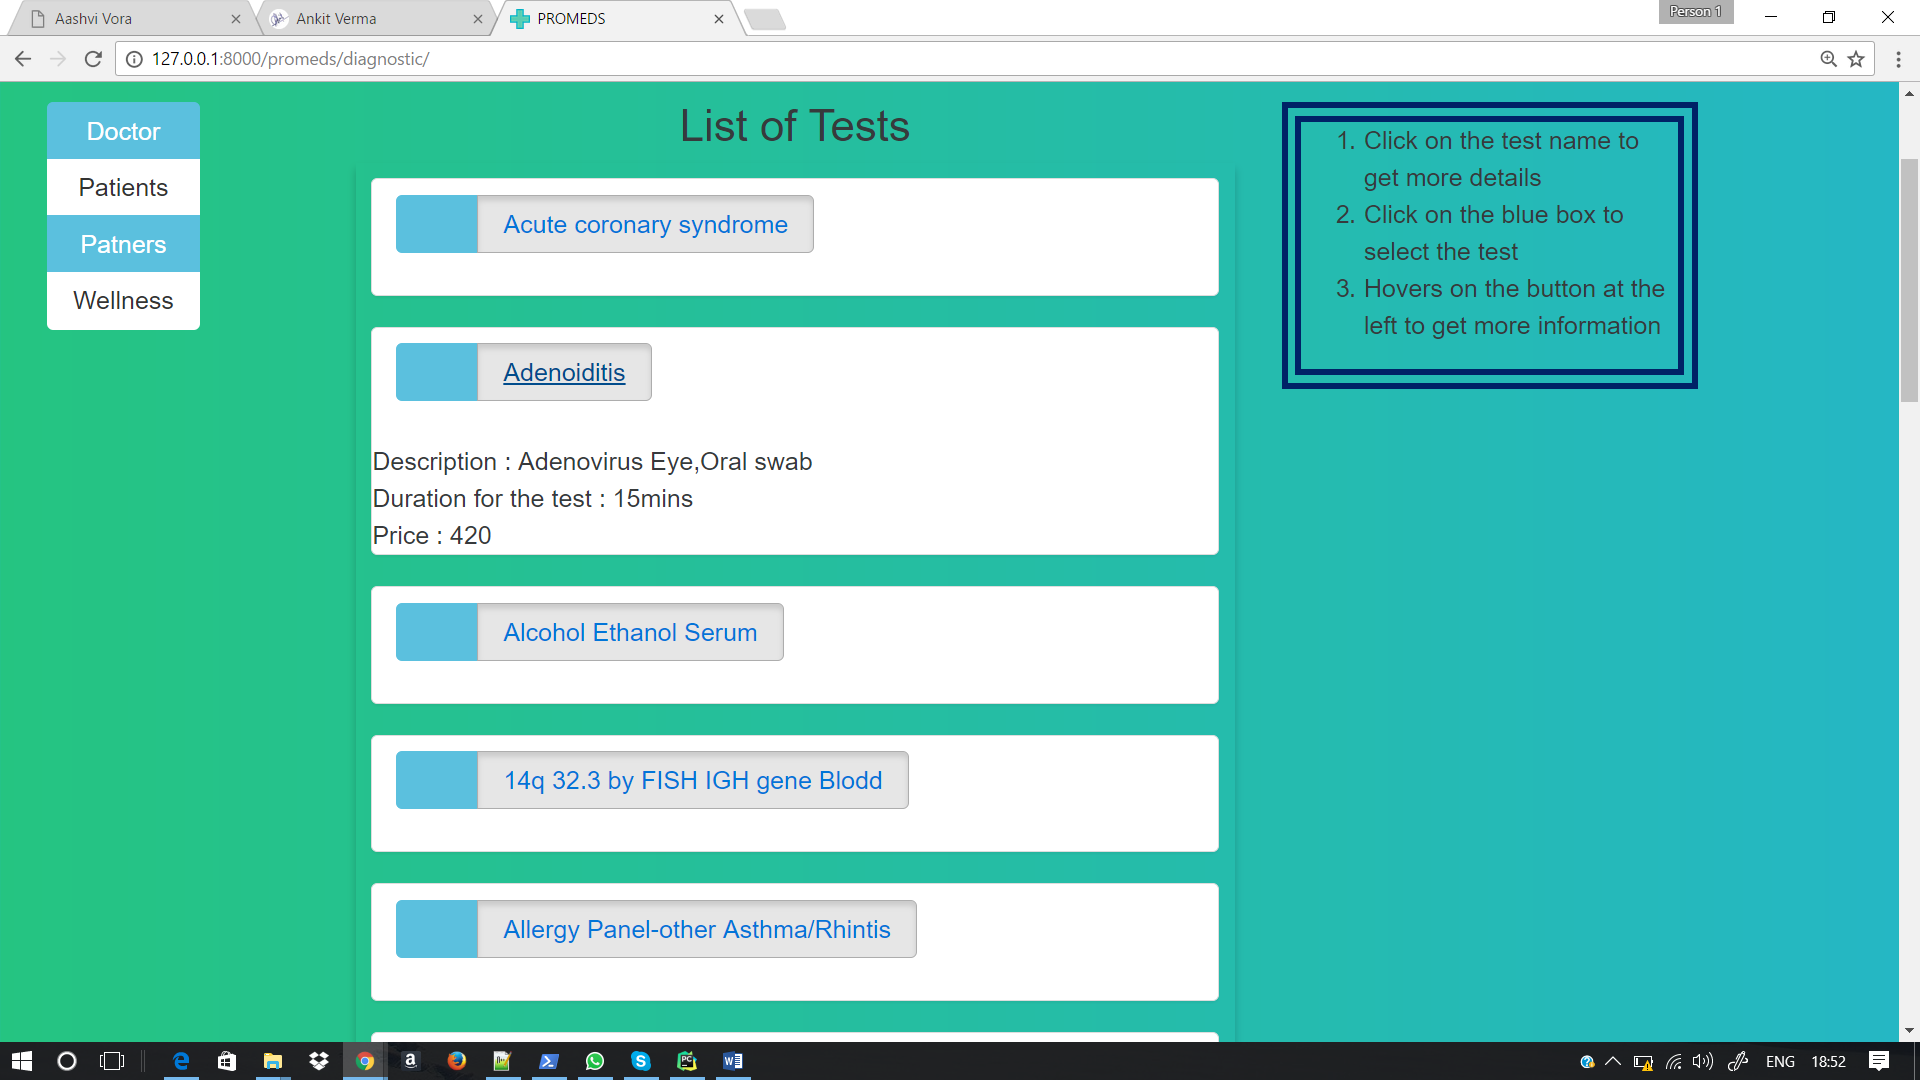 Aashvi Vora
Ankit Verma
PROMEDS
Person 1
127.0.0.1:8000/promeds/diagnostic/
Doctor
Patients
Patners
Wellness
List of Tests
Acute coronary syndrome
Adenoiditis
Description : Adenovirus Eye,Oral swab
Duration for the test : 15mins
Price : 420
Alcohol Ethanol Serum
14q 32.3 by FISH IGH gene Blodd
Allergy Panel-other Asthma/Rhintis
1. Click on the test name to
get more details
2. Click on the blue box to
select the test
3. Hovers on the button at the
left to get more information
ENG
18:52